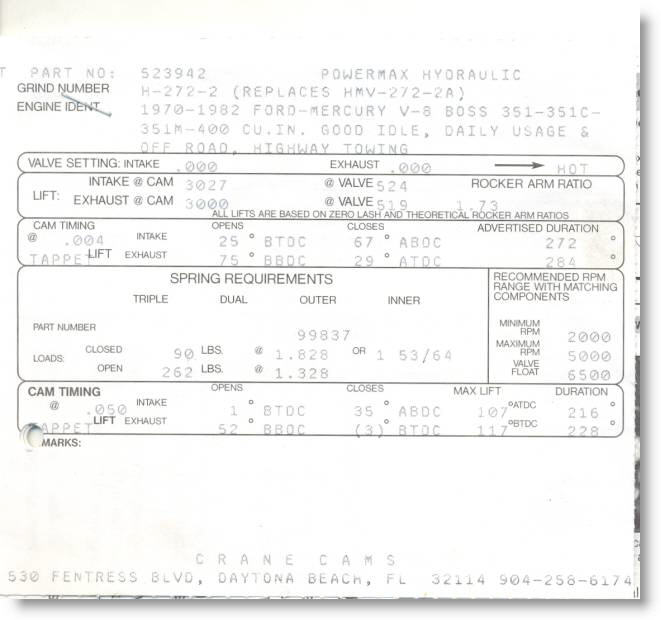 T PART NO: 523942 POWERMAX HYDRAULIC
GRIND NUMBER H-272-2 (REPLACES HMV-272-2A)
ENGINE IDENT. 1970-1982 FORD-MERCURY V-8 BOSS 351-351C-
351M-400 CU.IN. GOOD IDLE, DAILY USAGE &
OFF ROAD, HIGHWAY TOWING
VALVE SETTING: INTAKE .000 EXHAUST .000 HOT
INTAKE @ CAM 3027 @ VALVE 524 ROCKER ARM RATIO
LIFT: EXHAUST @ CAM 3000 @ VALVE 519 1.73
ALL LIFTS ARE BASED ON ZERO LASH AND THEORETICAL ROCKER ARM RATIOS
CAM TIMING OPENS CLOSES ADVERTISED DURATION
@ .004 INTAKE 25 ° BTDC 67 ° ABDC 272 °
TAPPET LIFT EXHAUST 75 ° BBDC 29 ° ATDC 284 °
SPRING REQUIREMENTS RECOMMENDED RPM
RANGE WITH MATCHING
COMPONENTS
TRIPLE DUAL OUTER INNER
PART NUMBER 99837 MINIMUM RPM 2000
LOADS: CLOSED 90 LBS. @ 1.828 OR 1 53/64 MAXIMUM RPM 5000
OPEN 262 LBS. @ 1.328 VALVE FLOAT 6500
CAM TIMING OPENS CLOSES MAX LIFT DURATION
@ .050 INTAKE 1 ° BTDC 35 ° ABDC 107 °ATDC 216 °
TAPPET LIFT EXHAUST 52 ° BBDC (3) ° BTDC 117 °BTDC 228 °
MARKS:
CRANE CAMS
530 FENTRESS BLVD, DAYTONA BEACH, FL 32114 904-258-6174